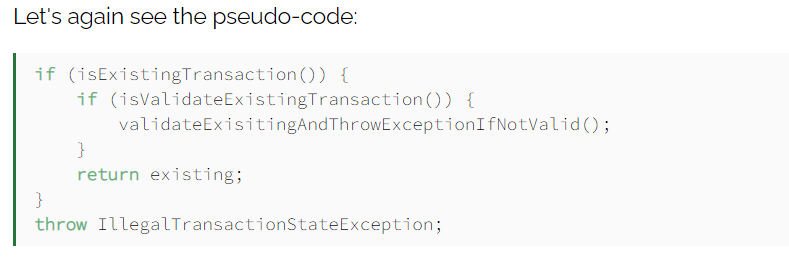 Let's again see the pseudo-code:
if (isExistingTransaction()) {
    if (isValidateExistingTransaction()) {
        validateExisitingAndThrowExceptionIfNotValid();
    }
    return existing;
}
throw IllegalTransactionStateException;